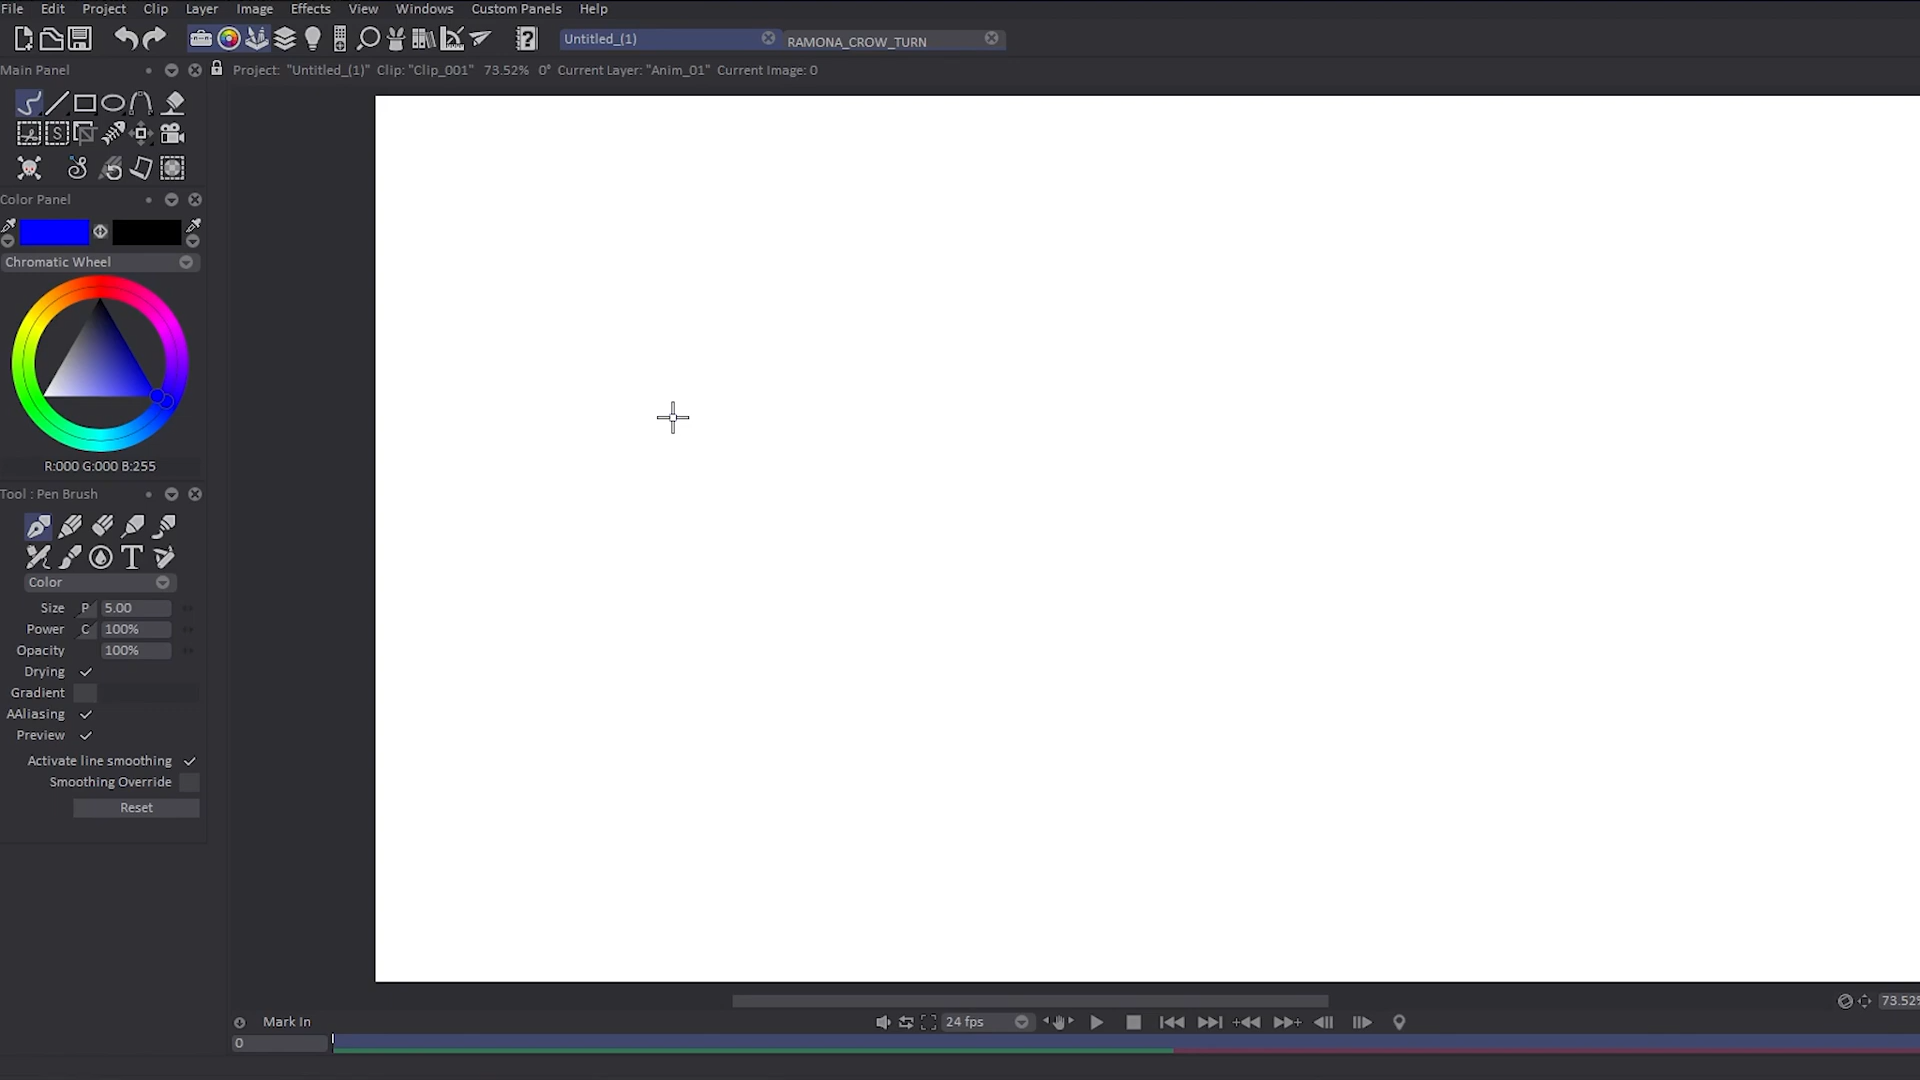 File Edit Project Clip Layer Image Effects View Windows Custom Panels Help
Untitled_(1) RAMONA_CROW_TURN
Main Panel
Project: "Untitled_(1)" Clip: "Clip_001" 73.52% 0° Current Layer: "Anim_01" Current Image: 0
S
Color Panel
Chromatic Wheel
R:000 G:000 B:255
Tool : Pen Brush
T
Color
Size P 5.00
Power C 100%
Opacity 100%
Drying
Gradient
AAliasing
Preview
Activate line smoothing
Smoothing Override
Reset
73.52%
Mark In
24 fps
0